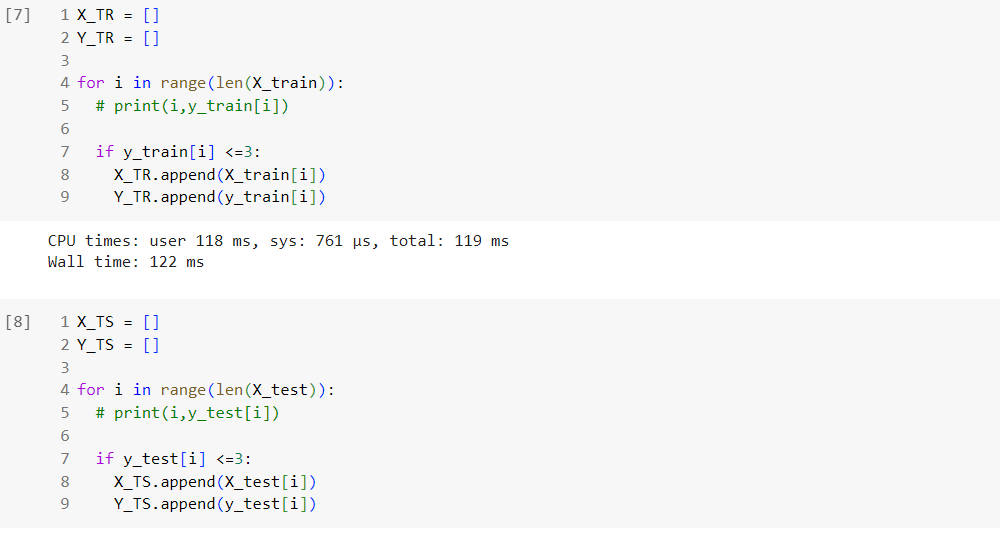 [7] 1 X_TR = []
2 Y_TR = []
3
4 for i in range(len(X_train)):
5   # print(i,y_train[i])
6
7   if y_train[i] <=3:
8     X_TR.append(X_train[i])
9     Y_TR.append(y_train[i])
CPU times: user 118 ms, sys: 761 µs, total: 119 ms
Wall time: 122 ms
[8] 1 X_TS = []
2 Y_TS = []
3
4 for i in range(len(X_test)):
5   # print(i,y_test[i])
6
7   if y_test[i] <=3:
8     X_TS.append(X_test[i])
9     Y_TS.append(y_test[i])